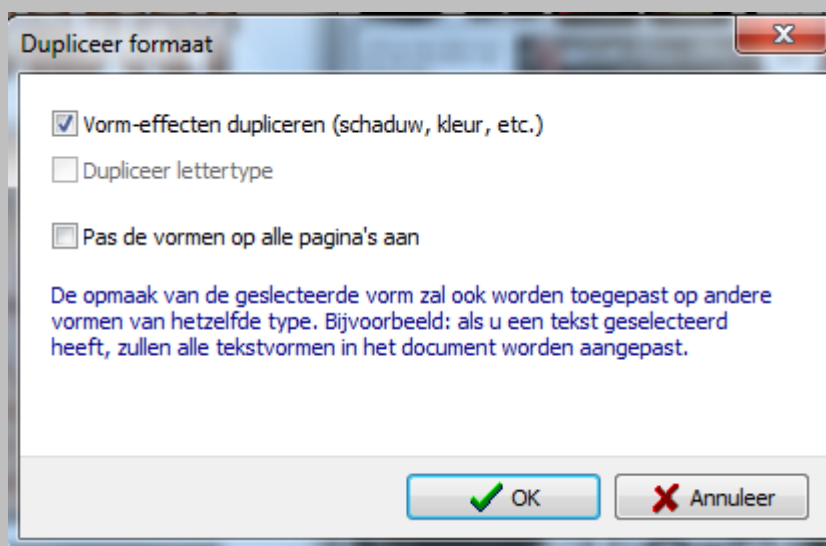 Dupliceer formaat
Vorm-effecten dupliceren (schaduw, kleur, etc.)
Dupliceer lettertype
Pas de vormen op alle pagina's aan
De opmaak van de geslecteerde vorm zal ook worden toegepast op andere
vormen van hetzelfde type. Bijvoorbeeld: als u een tekst geselecteerd
heeft, zullen alle tekstvormen in het document worden aangepast.
OK
Annuleer